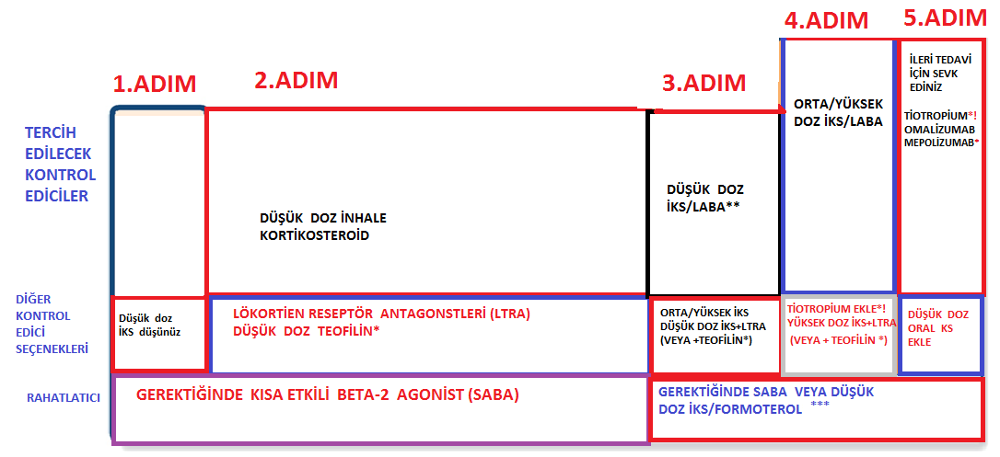 1.ADIM
2.ADIM
3.ADIM
4.ADIM
5.ADIM
TERCİH
EDİLECEK
KONTROL
EDİCİLER
DÜŞÜK DOZ İNHALE
KORTİKOSTEROİD
DÜŞÜK DOZ
İKS/LABA**
ORTA/YÜKSEK
DOZ İKS/LABA
İLERİ TEDAVİ
İÇİN SEVK
EDİNİZ
TİOTROPİUM*!
OMALİZUMAB
MEPOLİZUMAB*
DİĞER
KONTROL
EDİCİ
SEÇENEKLERİ
Düşük doz
İKS düşünüz
LÖKORTİEN RESEPTÖR ANTAGONSTLERİ (LTRA)
DÜŞÜK DOZ TEOFİLİN*
ORTA/YÜKSEK İKS
DÜŞÜK DOZ İKS+LTRA
(VEYA +TEOFİLİN*)
TİOTROPİUM EKLE*!
YÜKSEK DOZ İKS+LTRA
(VEYA + TEOFİLİN *)
DÜŞÜK DOZ
ORAL KS
EKLE
RAHATLATICI
GEREKTİĞİNDE KISA ETKİLİ BETA-2 AGONİST (SABA)
GEREKTİĞİNDE SABA VEYA DÜŞÜK
DOZ İKS/FORMOTEROL ***